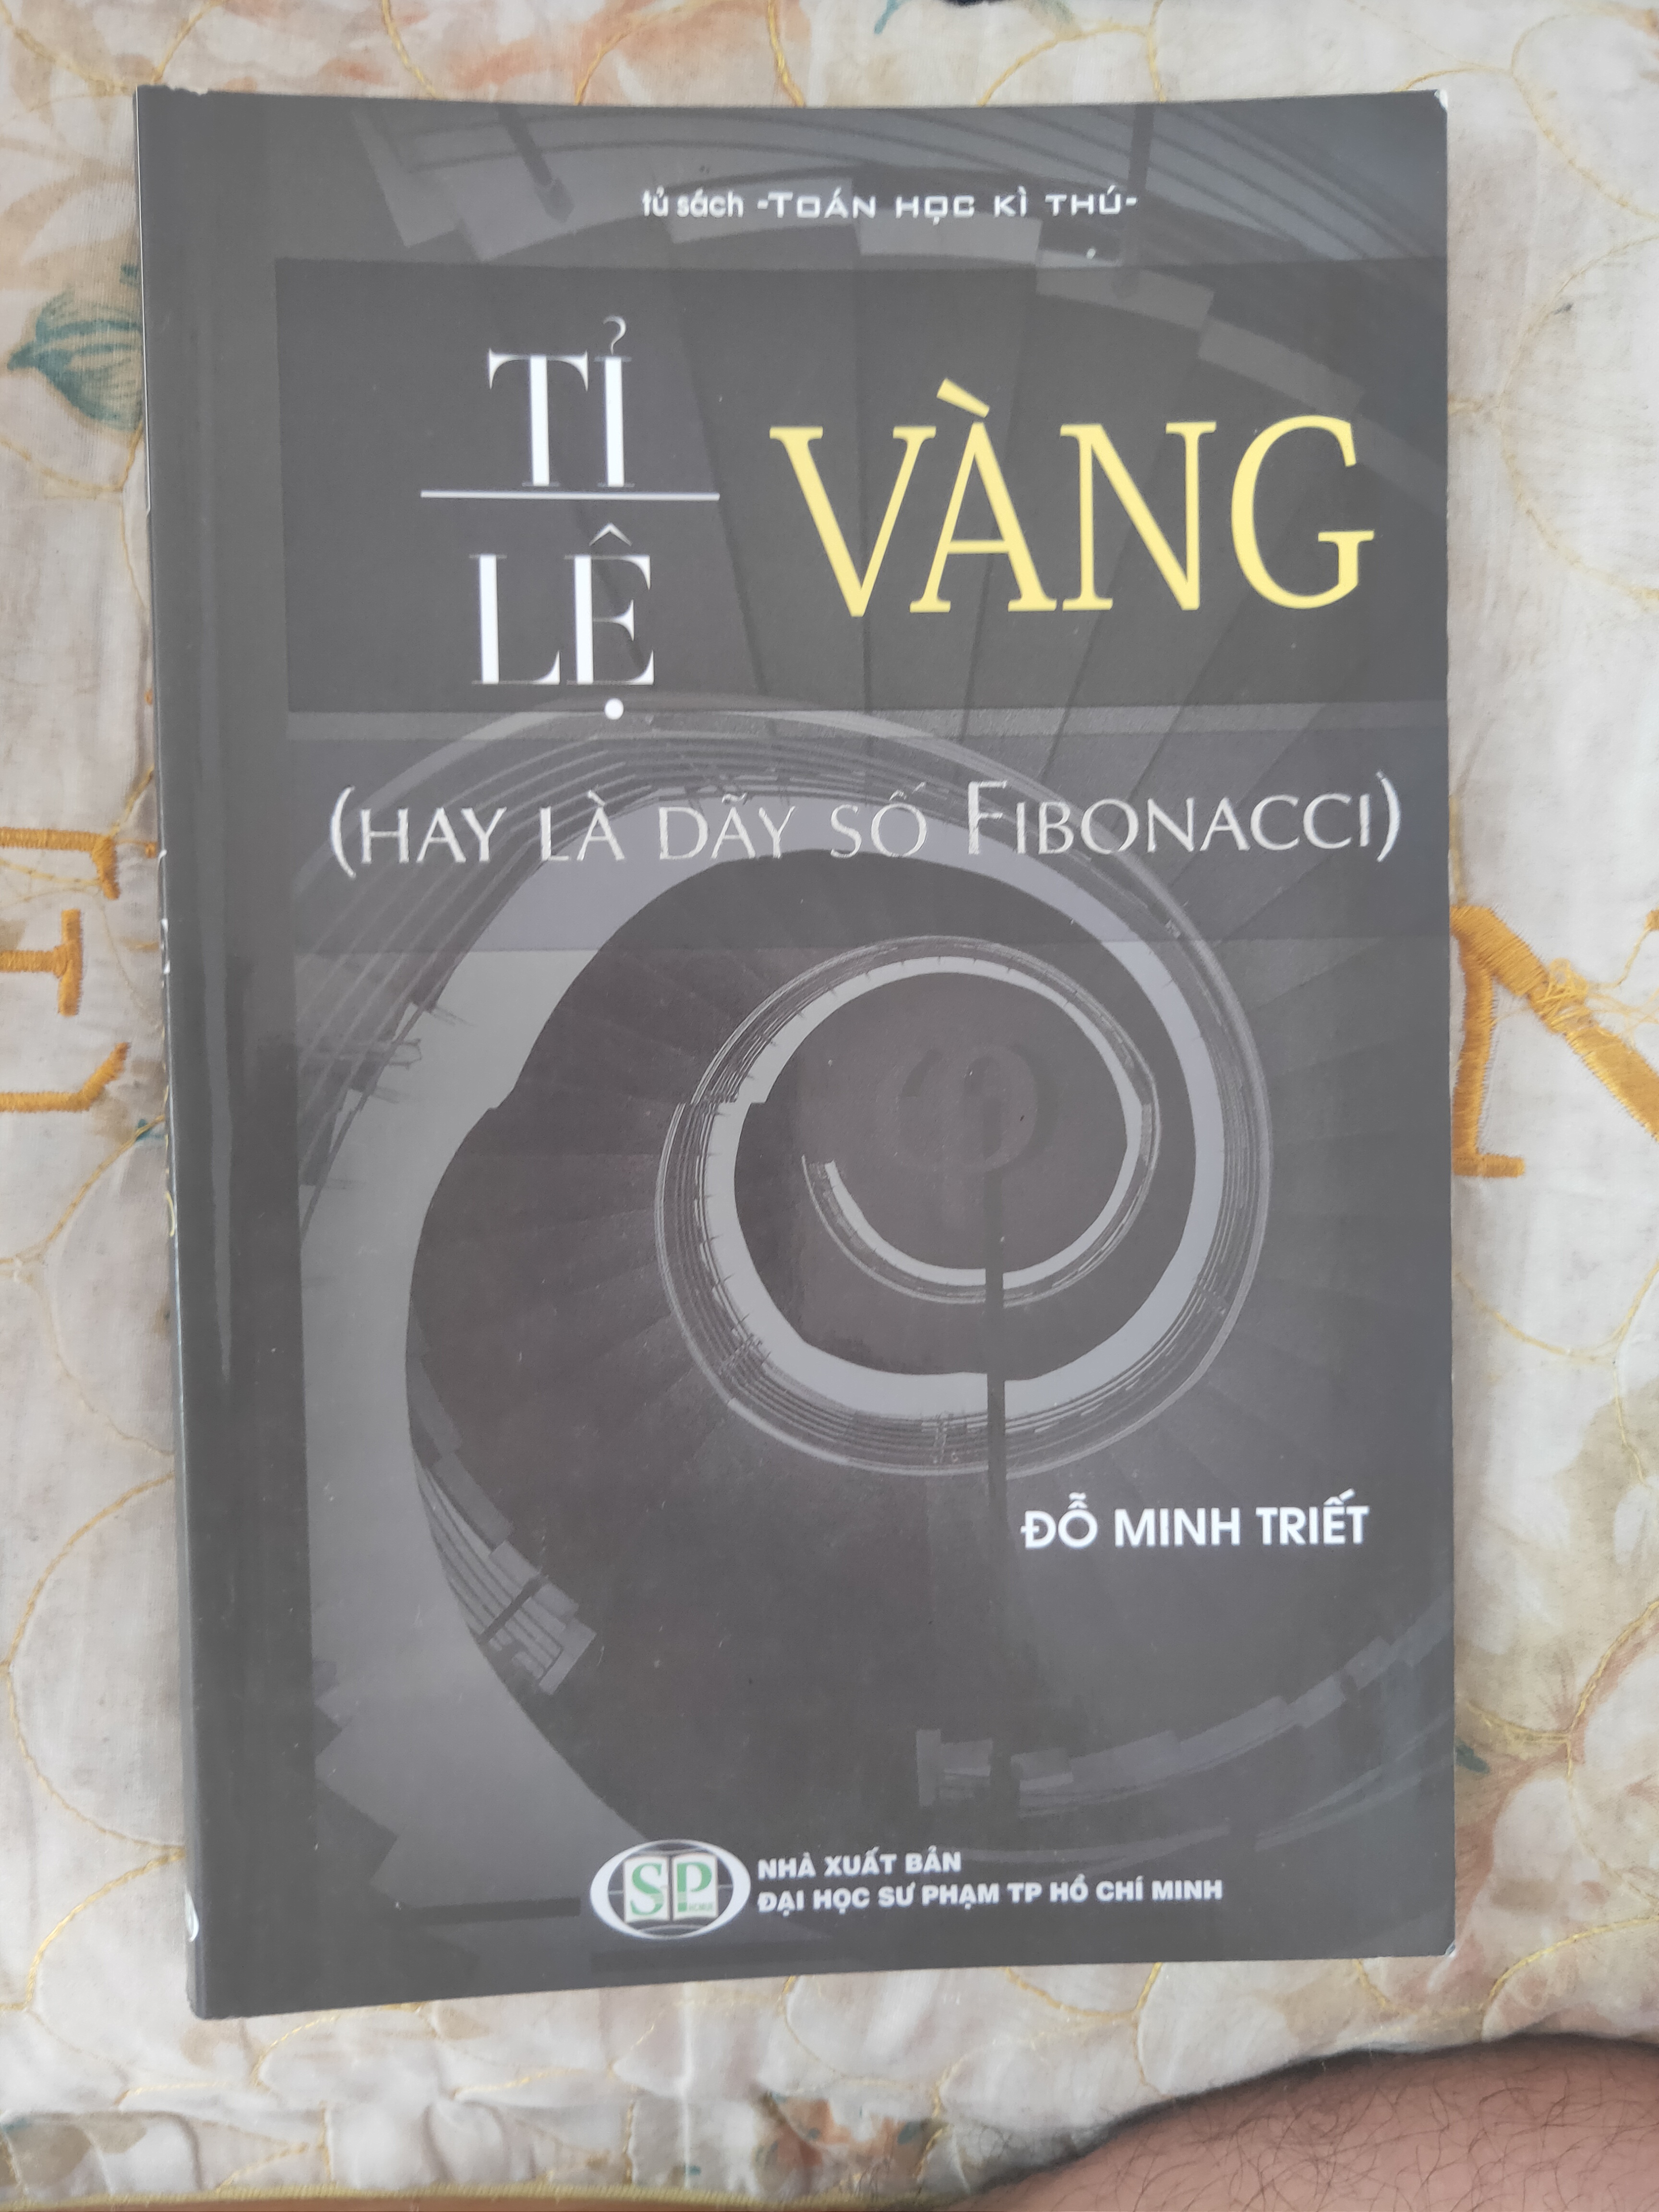 tủ sách -TOÁN HỌC KÌ THÚ-
TỈ
LỆ
VÀNG
(HAY LÀ DÃY SỐ FIBONACCI)
φ
ĐỖ MINH TRIẾT
SP
NHÀ XUẤT BẢN
ĐẠI HỌC SƯ PHẠM TP HỒ CHÍ MINH